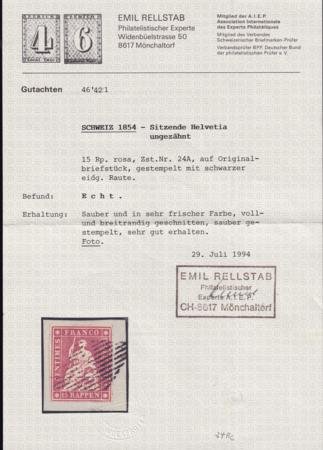 4 6
EMIL RELLSTAB
Philatelistischer Experte
Widenbüelstrasse 50
8617 Mönchaltorf
Mitglied der A.I.E.P.
Association Internationale
des Experts Philatéliques
Mitglied des Verbandes
Schweizerischer Briefmarken-Prüfer
Verbandsprüfer BPP, Deutscher Bund
der philatelistischen Prüfer e.V.
Gutachten 46'421
SCHWEIZ 1854 - Sitzende Helvetia
ungezähnt
15 Rp. rosa, Zst.Nr. 24A, auf Original-
briefstück, gestempelt mit schwarzer
eidg. Raute.
Befund: Echt.
Erhaltung: Sauber und in sehr frischer Farbe, voll-
und breitrandig geschnitten, sauber ge-
stempelt, sehr gut erhalten.
Foto.
29. Juli 1994
EMIL RELLSTAB
Philatelistischer
Experte A.I.E.P.
CH-8617 Mönchaltorf
FRANCO
CENTIMES
15 RAPPEN